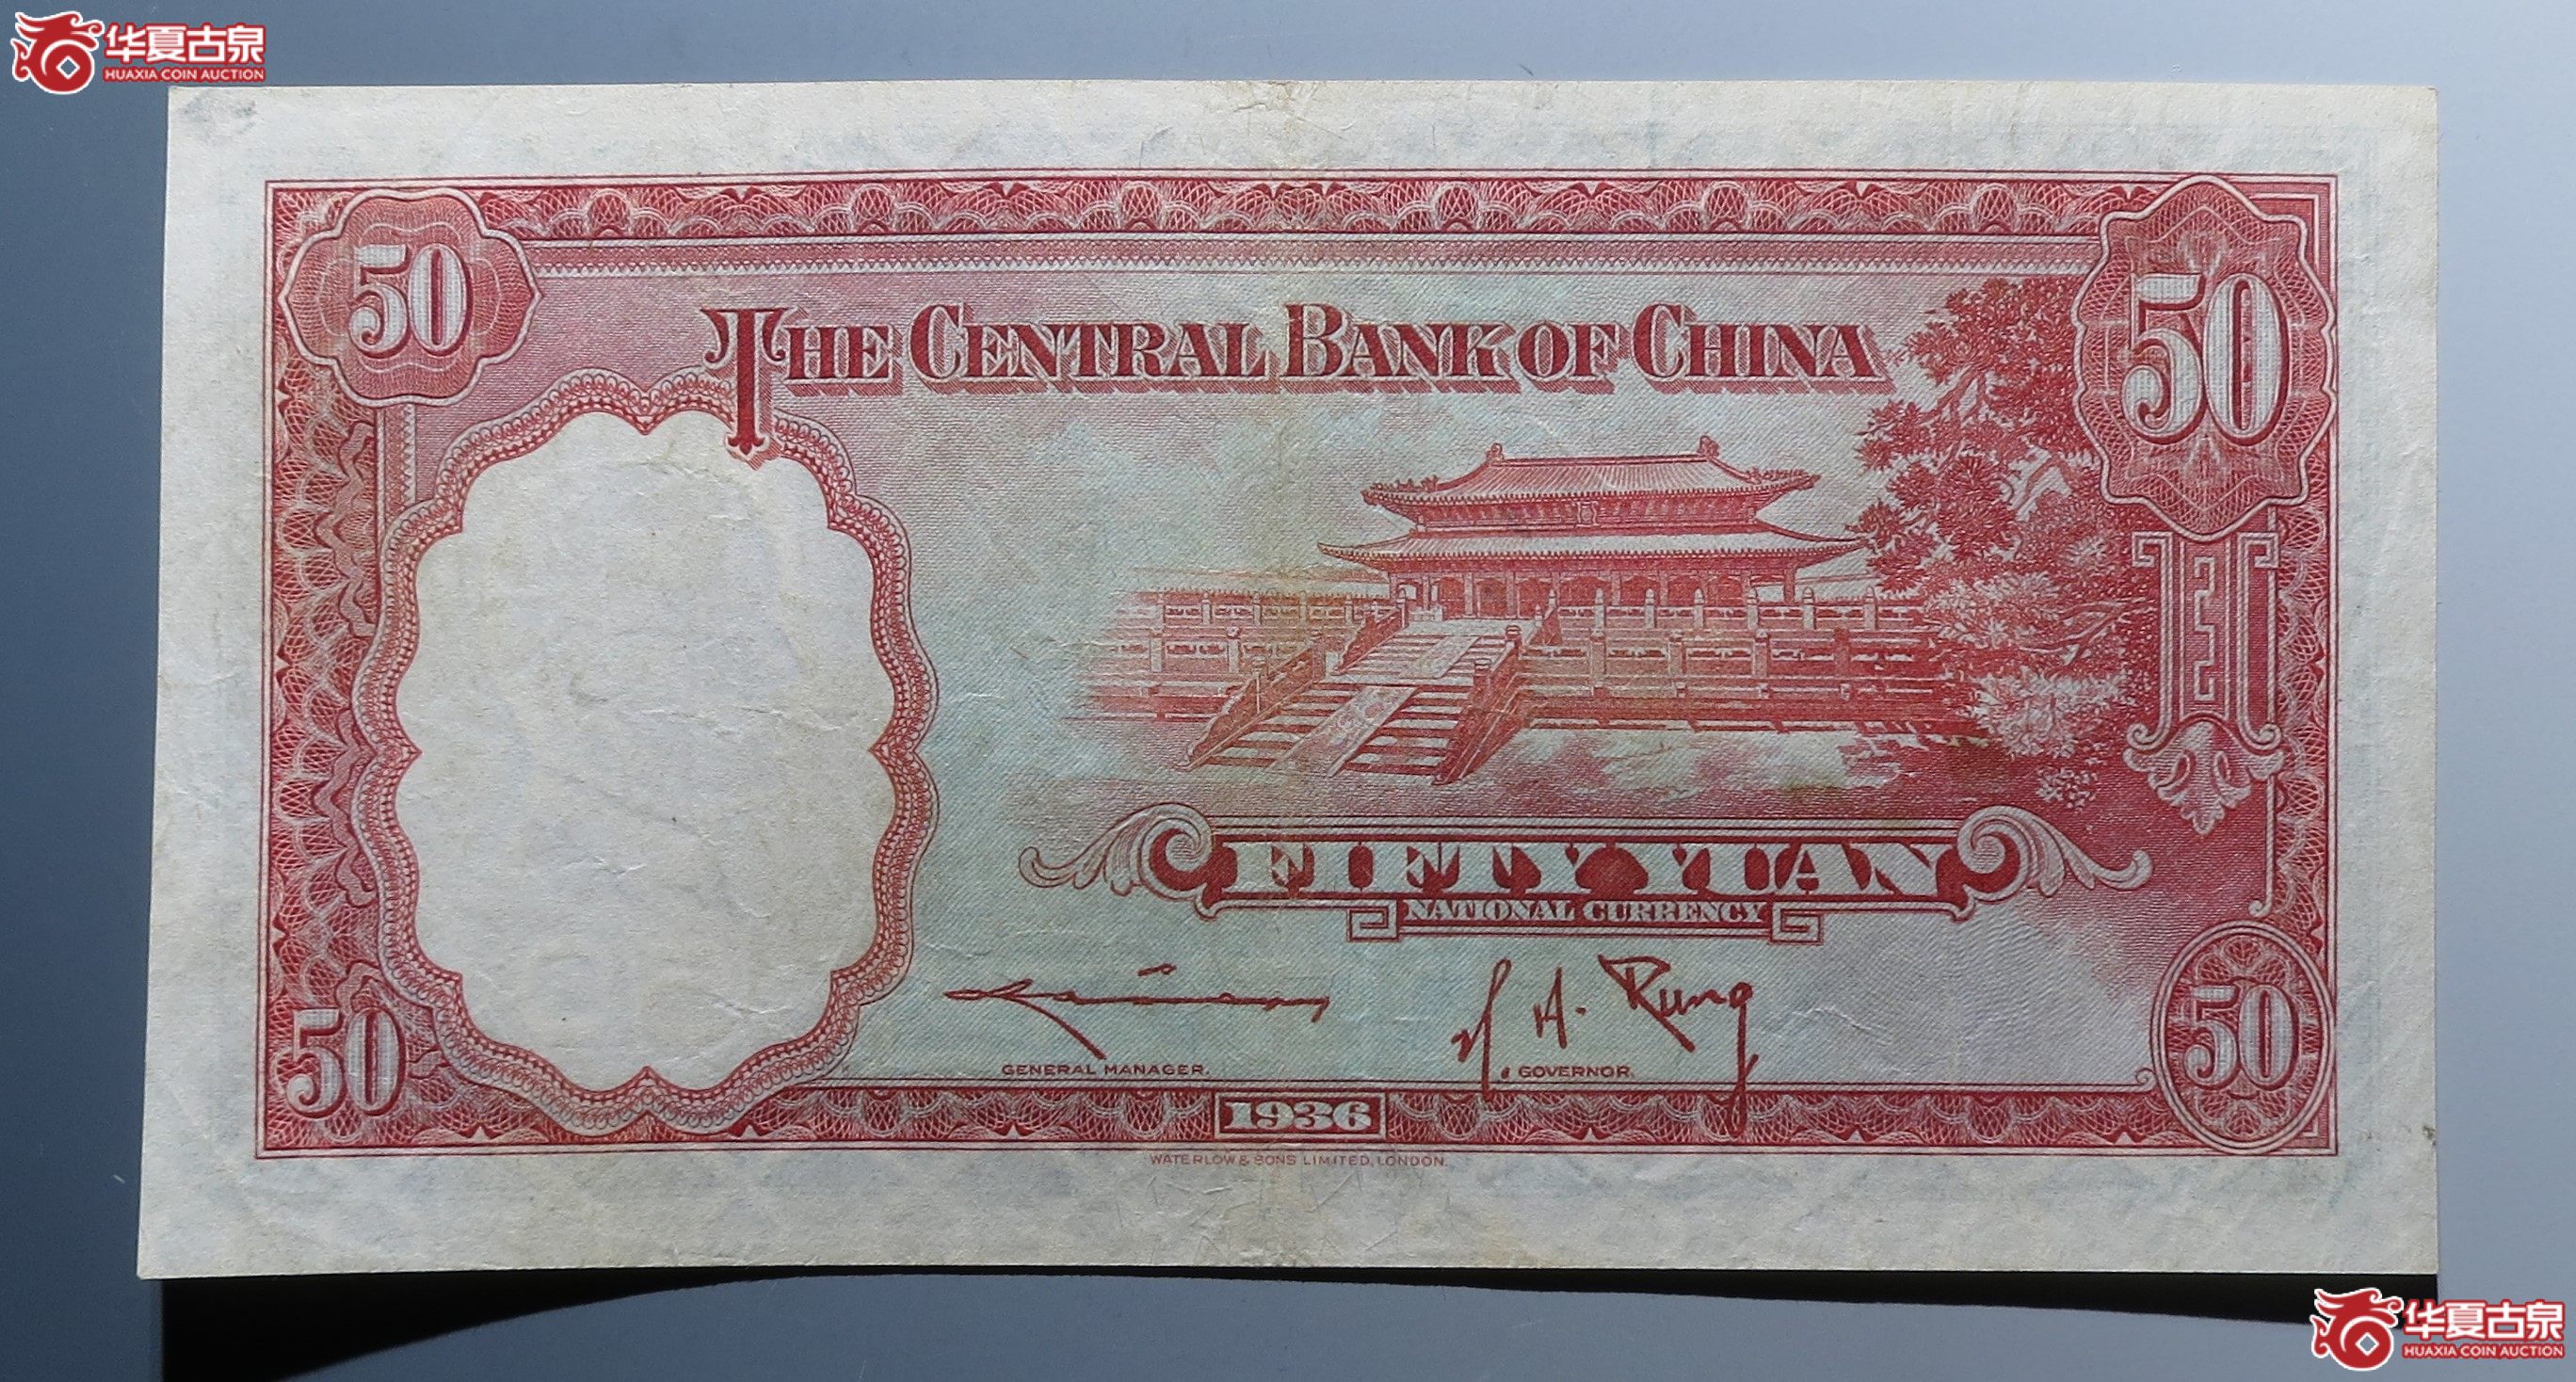 华夏古泉
HUAXIA COIN AUCTION
50
50
THE CENTRAL BANK OF CHINA
FIFTY YUAN
NATIONAL CURRENCY
H. H. Kung
GENERAL MANAGER.
GOVERNOR.
50
1936
50
WATERLOW & SONS LIMITED, LONDON.
华夏古泉
HUAXIA COIN AUCTION